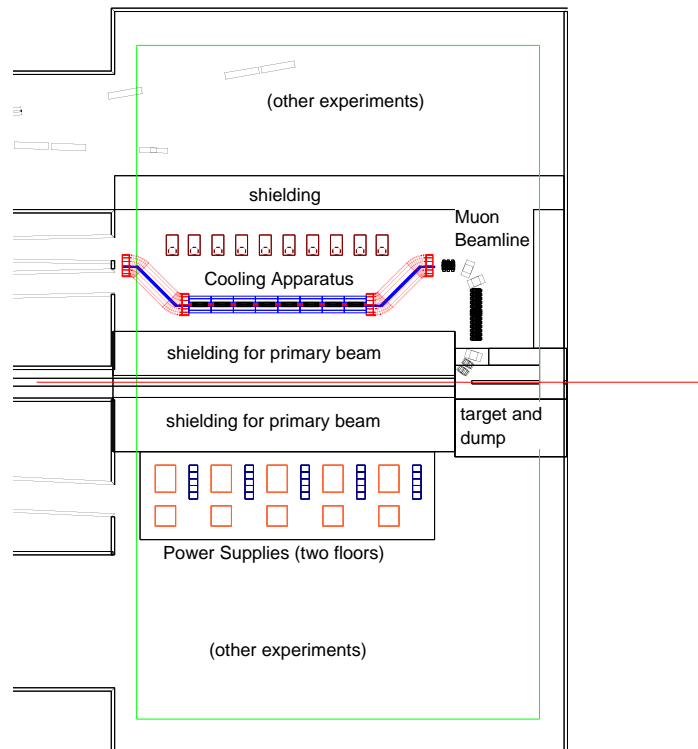 (other experiments)
shielding
Muon
Beamline
Cooling Apparatus
shielding for primary beam
shielding for primary beam
target and
dump
Power Supplies (two floors)
(other experiments)